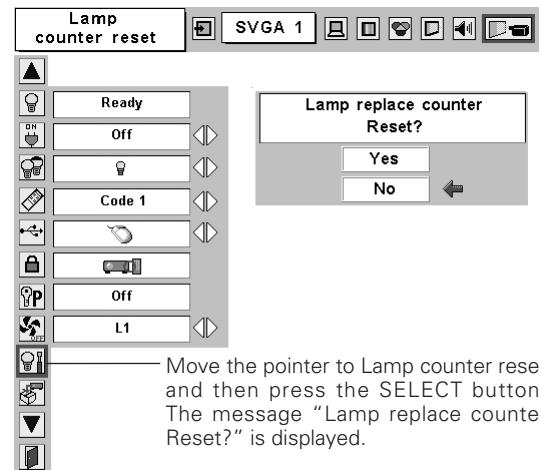 Lamp
counter reset
SVGA 1
Ready
ON
Off
Code 1
P
Off
OFF
L1
Lamp replace counter
Reset?
Yes
No
Move the pointer to Lamp counter rese
and then press the SELECT button
The message “Lamp replace counte
Reset?” is displayed.